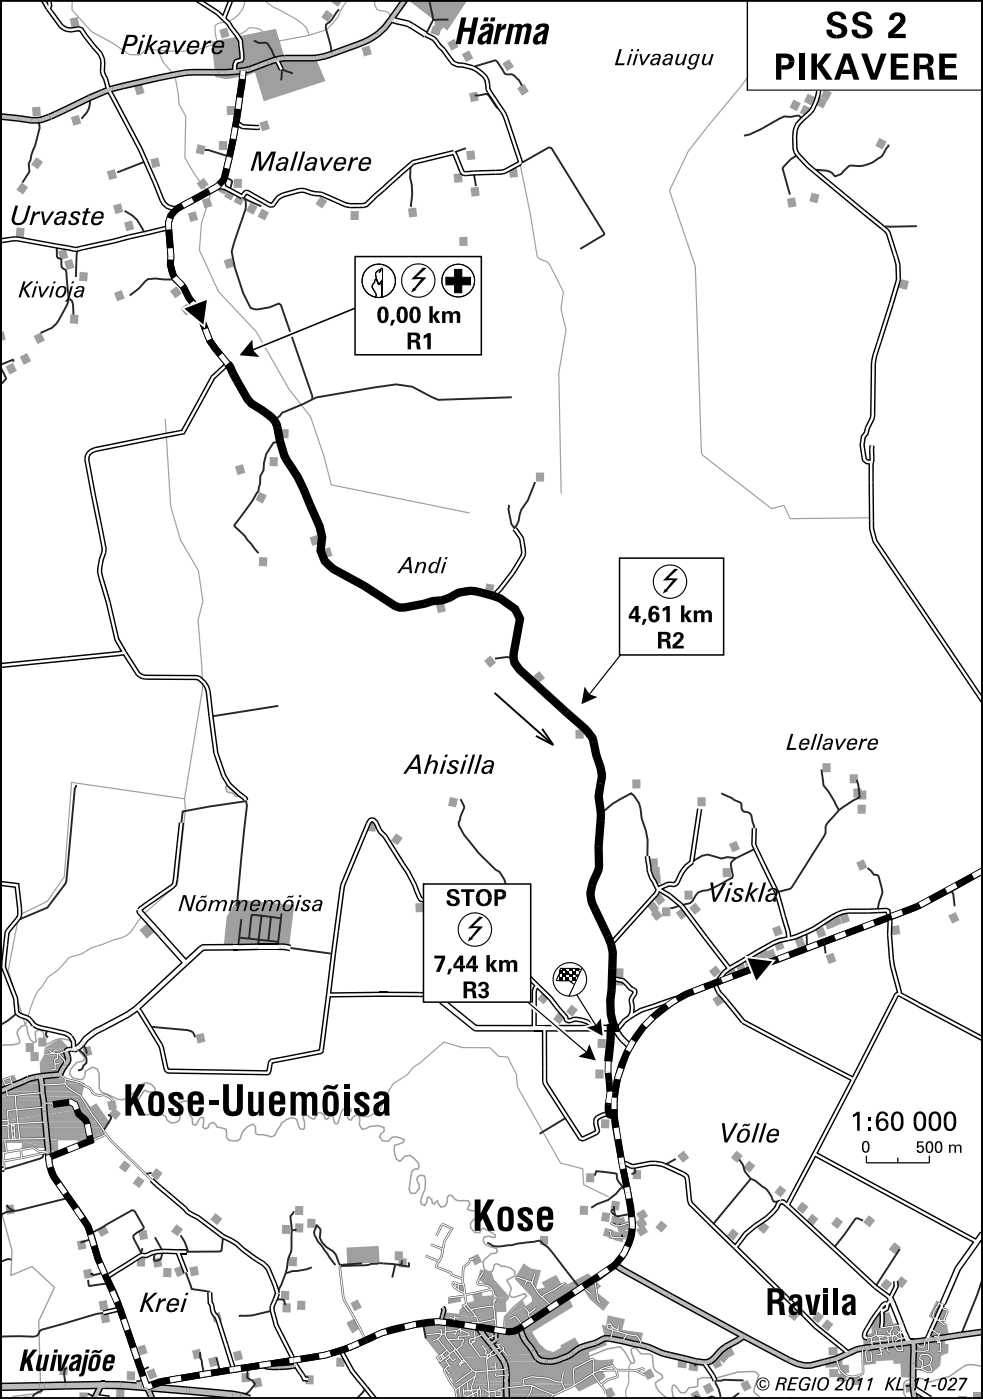 SS 2
PIKAVERE
Pikavere
Härma
Liivaaugu
Mallavere
Urvaste
Kivioja
0,00 km
R1
Andi
4,61 km
R2
Lellavere
Ahisilla
Viskla
Nõmmemõisa
STOP
7,44 km
R3
Kose-Uuemõisa
1:60 000
0 500 m
Võlle
Kose
Krei
Ravila
Kuivajõe
© REGIO 2011 KL-11-027